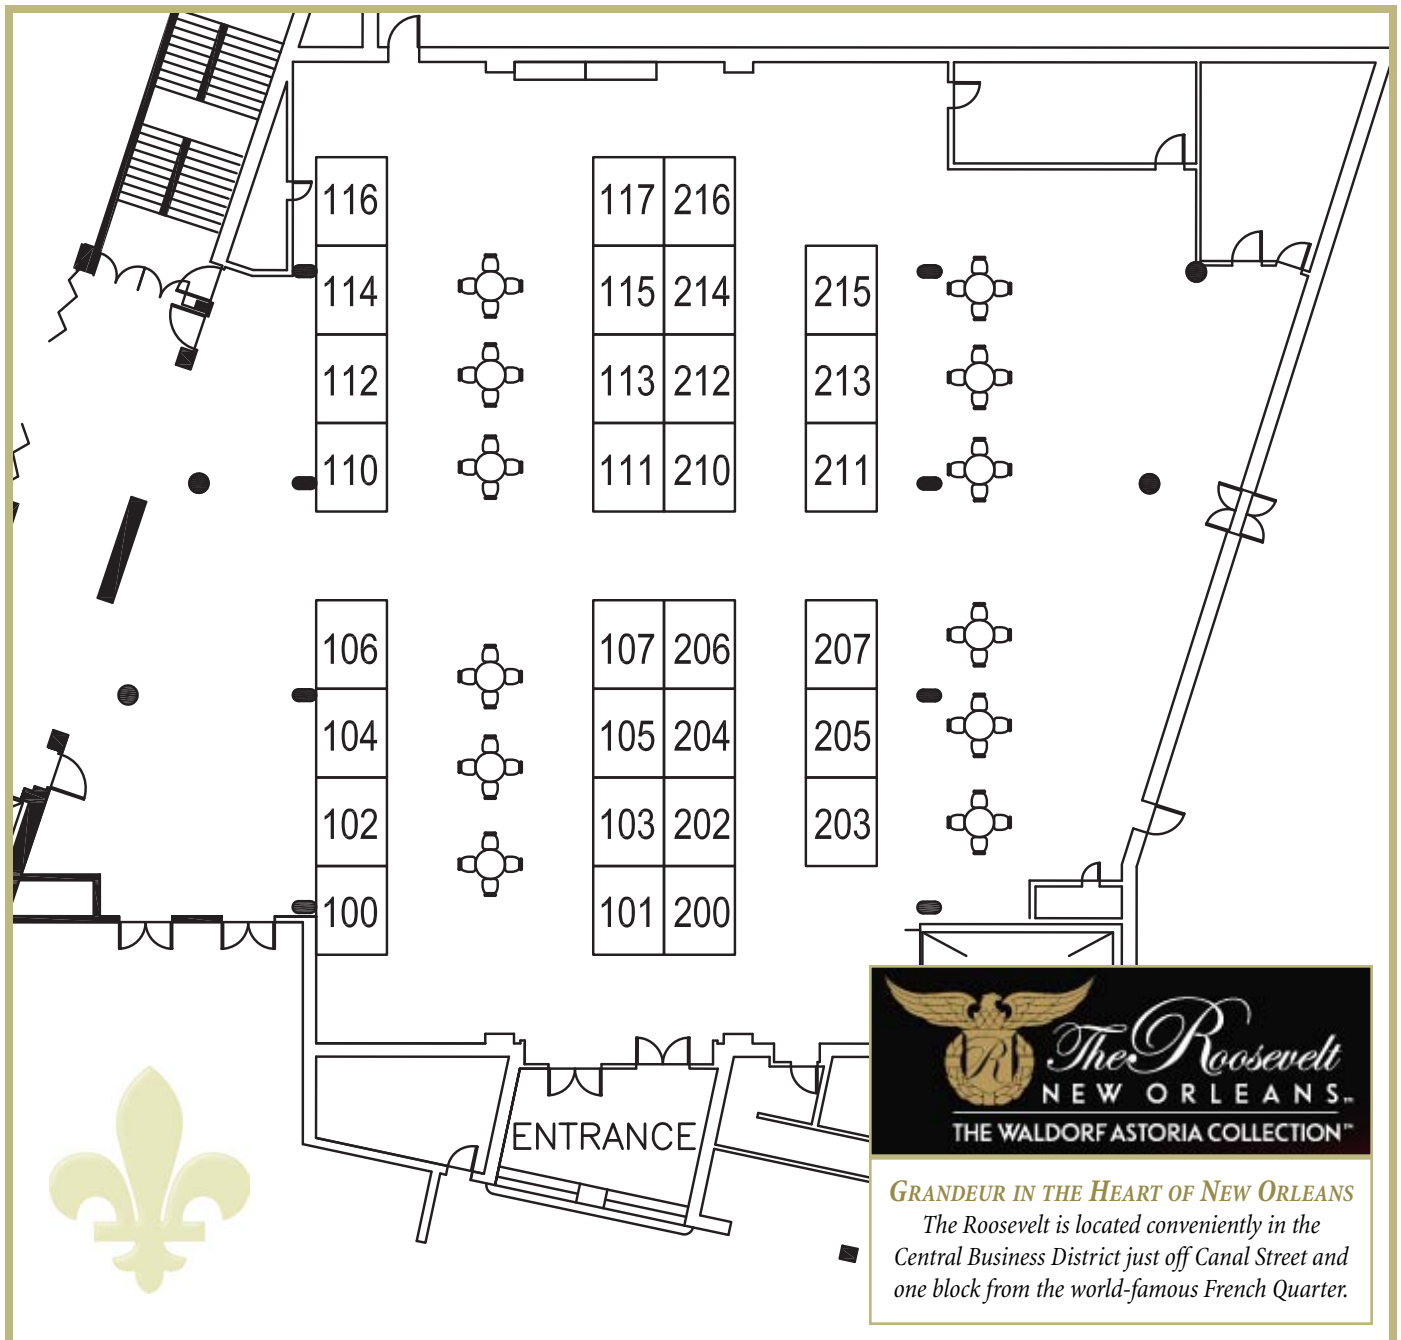 116 117 216
114 115 214 215
112 113 212 213
110 111 210 211
106 107 206 207
104 105 204 205
102 103 202 203
100 101 200
ENTRANCE
R
The Roosevelt
NEW ORLEANS™
THE WALDORF ASTORIA COLLECTION™
GRANDEUR IN THE HEART OF NEW ORLEANS
The Roosevelt is located conveniently in the
Central Business District just off Canal Street and
one block from the world-famous French Quarter.